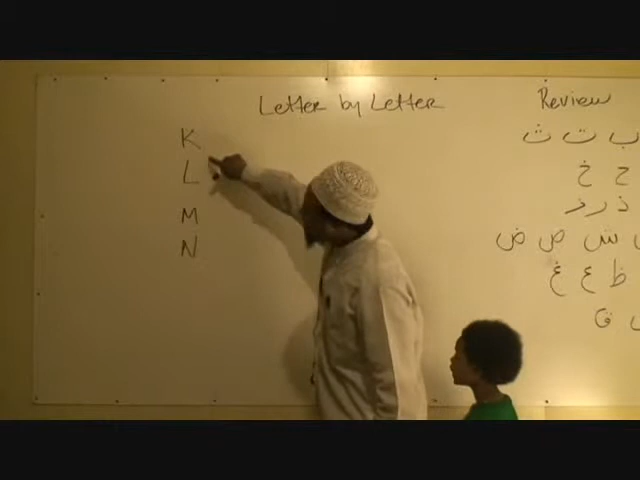 Letter by Letter
K
L
M
N
Review
ب ت ث
ح خ
ذ ر ز
ش ص ض
ظ ع غ
ق